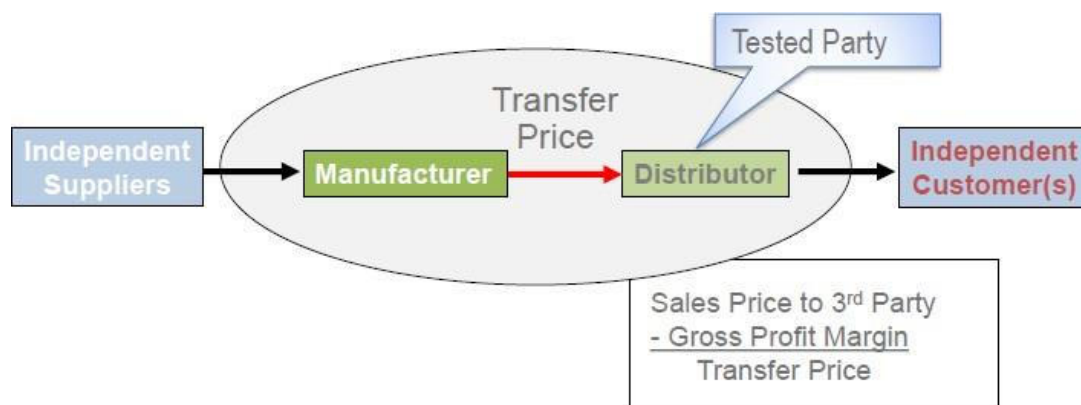 Tested Party
Transfer
Price
Independent
Suppliers
Manufacturer
Distributor
Independent
Customer(s)
Sales Price to 3rd Party
- Gross Profit Margin
Transfer Price